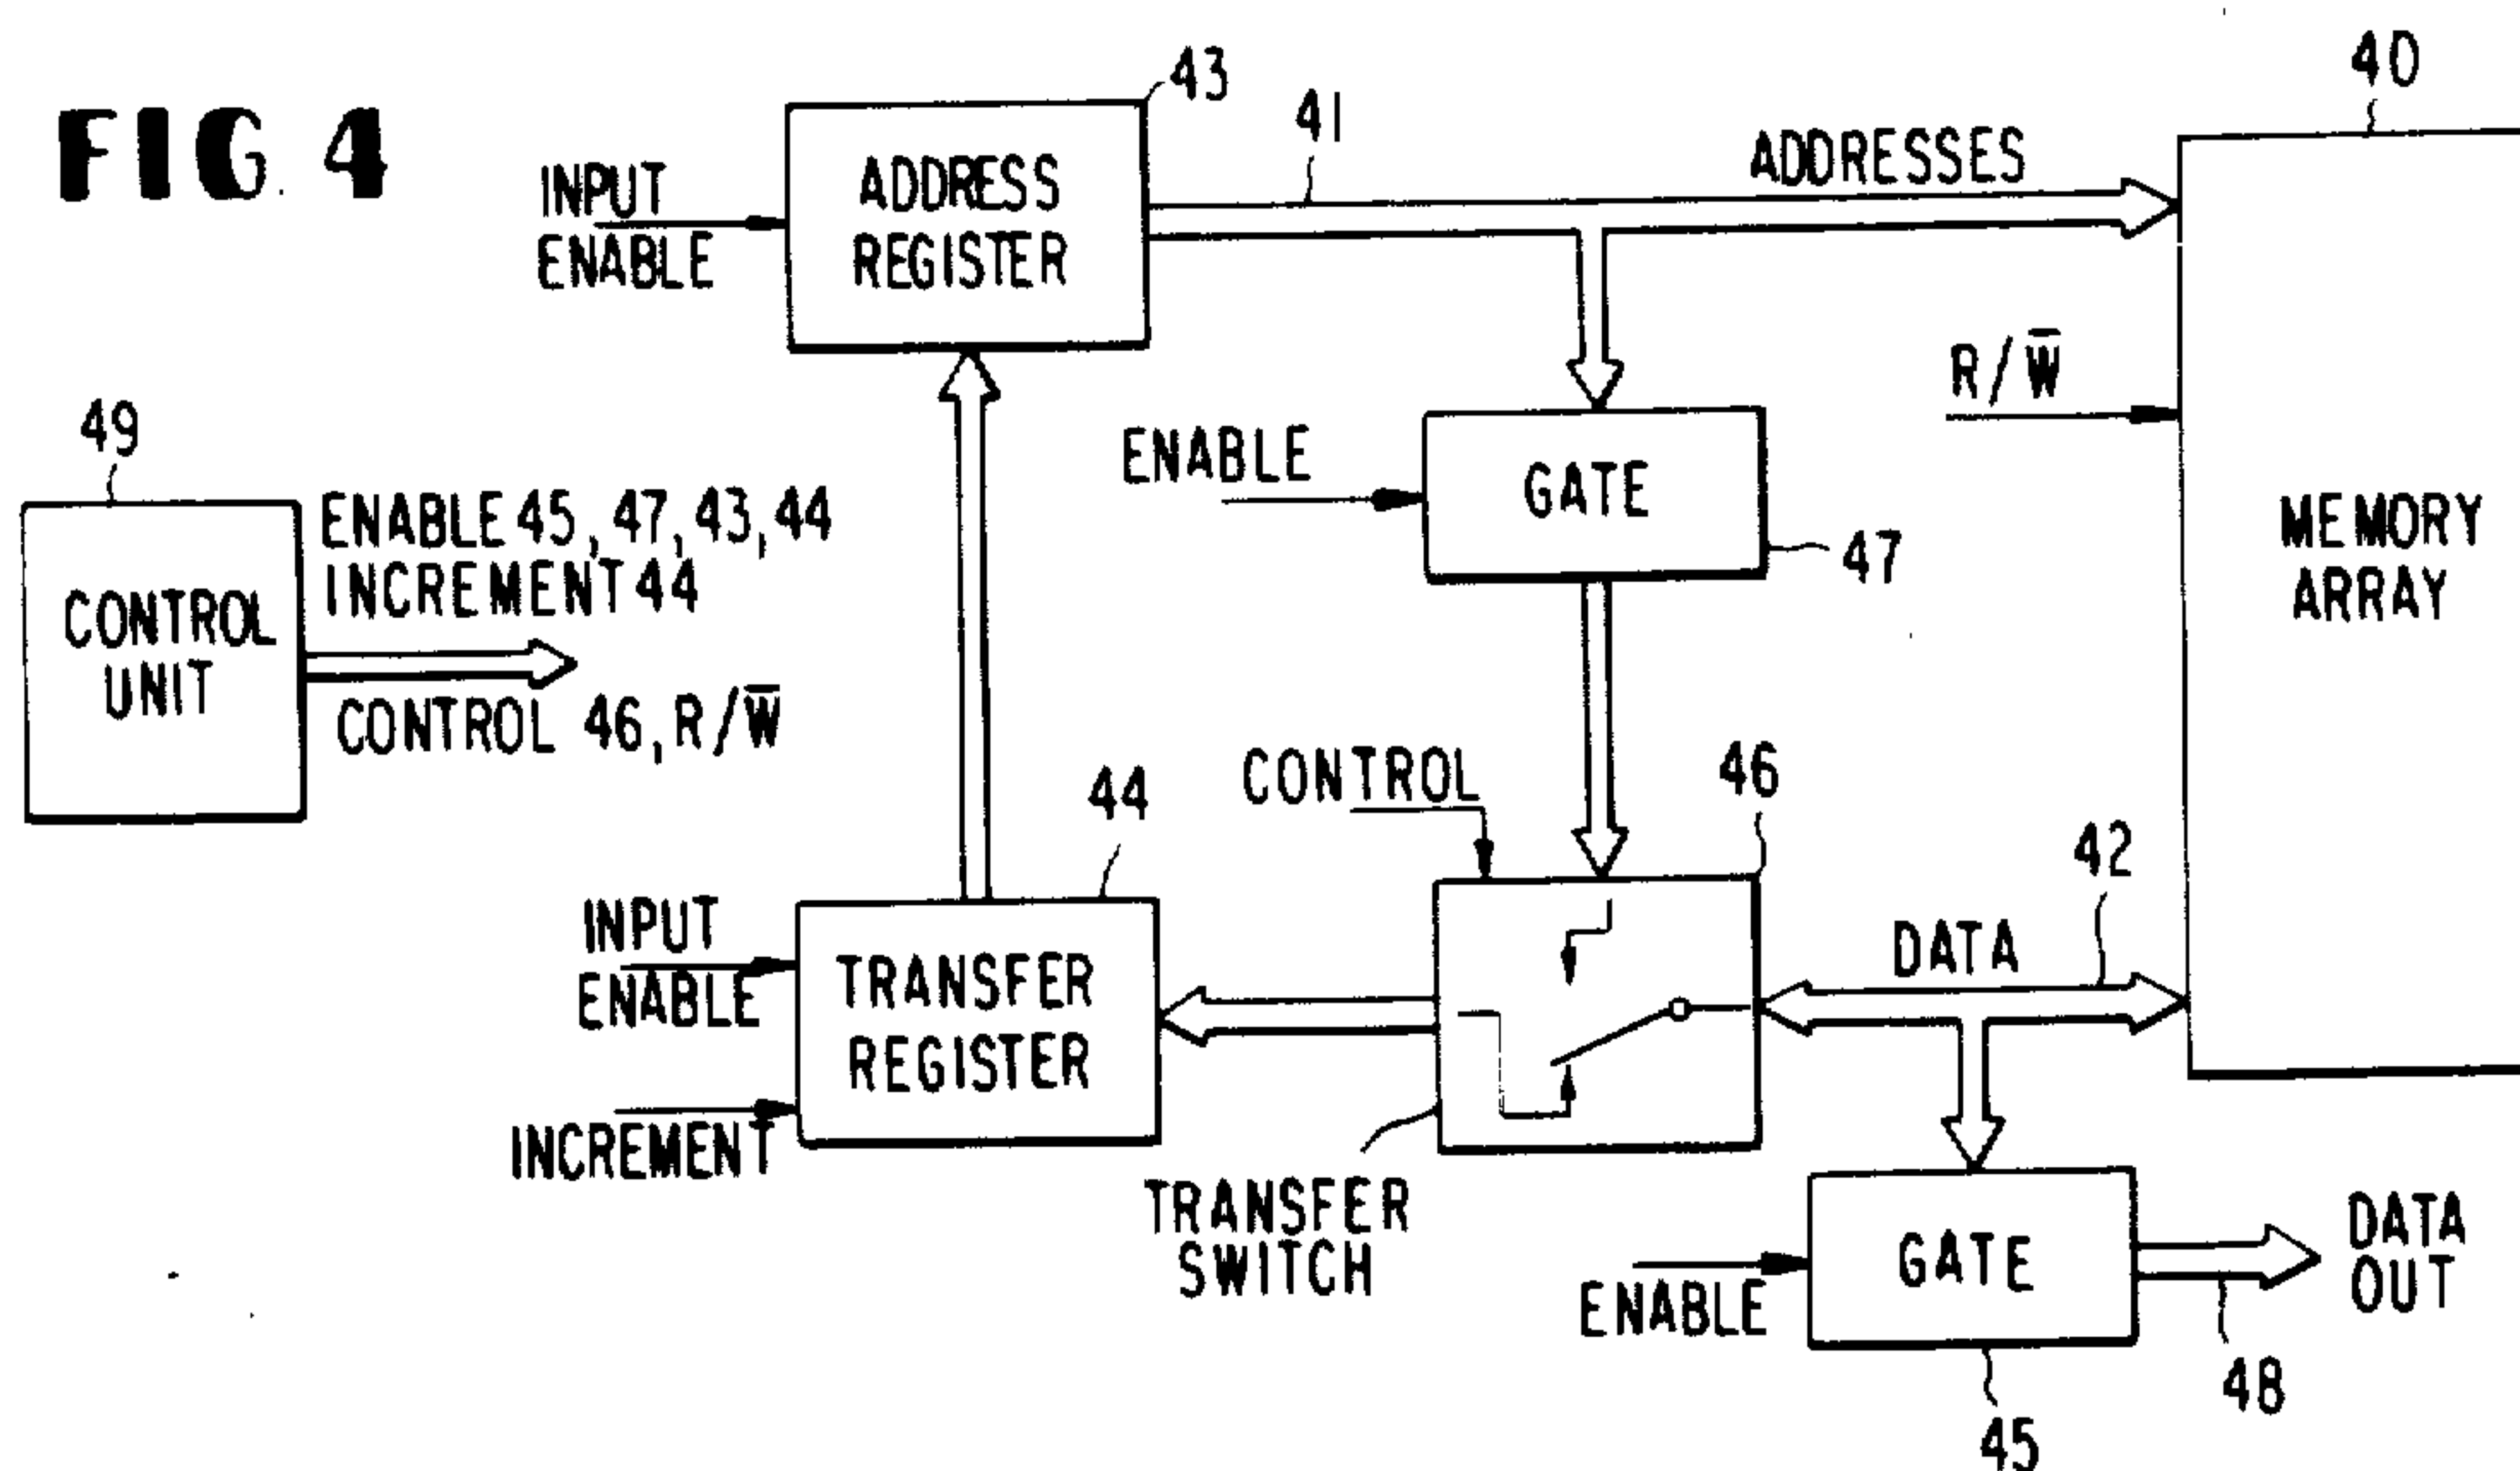 FIG. 4
43
41
40
INPUT
ENABLE
ADDRESS
REGISTER
ADDRESSES
R/W̅
49
ENABLE
GATE
47
MEMORY
ARRAY
CONTROL
UNIT
ENABLE 45, 47, 43, 44
INCREMENT 44
CONTROL 46, R/W̅
44
CONTROL
46
42
INPUT
ENABLE
INCREMENT
TRANSFER
REGISTER
DATA
TRANSFER
SWITCH
ENABLE
GATE
DATA
OUT
48
45